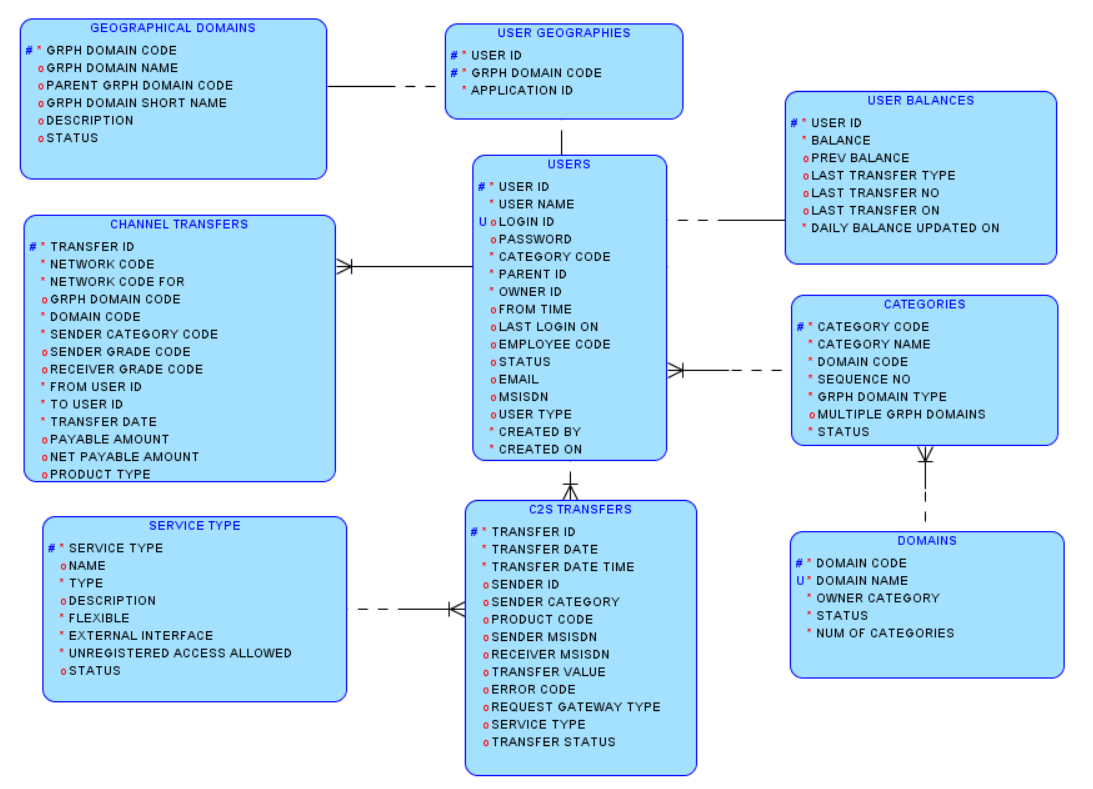 GEOGRAPHICAL DOMAINS
# * GRPH DOMAIN CODE
o GRPH DOMAIN NAME
o PARENT GRPH DOMAIN CODE
o GRPH DOMAIN SHORT NAME
o DESCRIPTION
o STATUS
USER GEOGRAPHIES
# * USER ID
# * GRPH DOMAIN CODE
* APPLICATION ID
USER BALANCES
# * USER ID
* BALANCE
o PREV BALANCE
o LAST TRANSFER TYPE
o LAST TRANSFER NO
o LAST TRANSFER ON
* DAILY BALANCE UPDATED ON
USERS
# * USER ID
* USER NAME
U o LOGIN ID
o PASSWORD
* CATEGORY CODE
* PARENT ID
* OWNER ID
o FROM TIME
o LAST LOGIN ON
o EMPLOYEE CODE
o STATUS
o EMAIL
o MSISDN
o USER TYPE
* CREATED BY
* CREATED ON
CHANNEL TRANSFERS
# * TRANSFER ID
* NETWORK CODE
* NETWORK CODE FOR
o GRPH DOMAIN CODE
* DOMAIN CODE
* SENDER CATEGORY CODE
o SENDER GRADE CODE
o RECEIVER GRADE CODE
* FROM USER ID
* TO USER ID
* TRANSFER DATE
o PAYABLE AMOUNT
o NET PAYABLE AMOUNT
o PRODUCT TYPE
CATEGORIES
# * CATEGORY CODE
* CATEGORY NAME
* DOMAIN CODE
* SEQUENCE NO
* GRPH DOMAIN TYPE
o MULTIPLE GRPH DOMAINS
* STATUS
SERVICE TYPE
# * SERVICE TYPE
o NAME
* TYPE
o DESCRIPTION
* FLEXIBLE
* EXTERNAL INTERFACE
* UNREGISTERED ACCESS ALLOWED
o STATUS
C2S TRANSFERS
# * TRANSFER ID
* TRANSFER DATE
* TRANSFER DATE TIME
o SENDER ID
o SENDER CATEGORY
o PRODUCT CODE
o SENDER MSISDN
o RECEIVER MSISDN
o TRANSFER VALUE
o ERROR CODE
o REQUEST GATEWAY TYPE
o SERVICE TYPE
o TRANSFER STATUS
DOMAINS
# * DOMAIN CODE
U * DOMAIN NAME
* OWNER CATEGORY
* STATUS
* NUM OF CATEGORIES